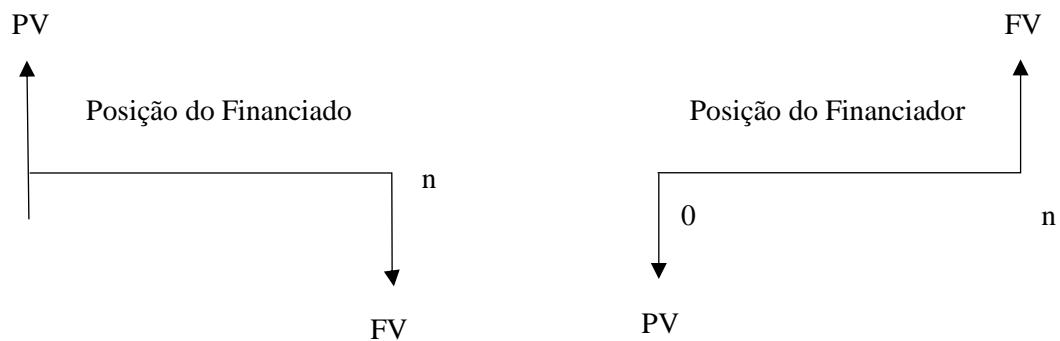 PV
Posição do Financiado
n
FV
FV
Posição do Financiador
0
n
PV